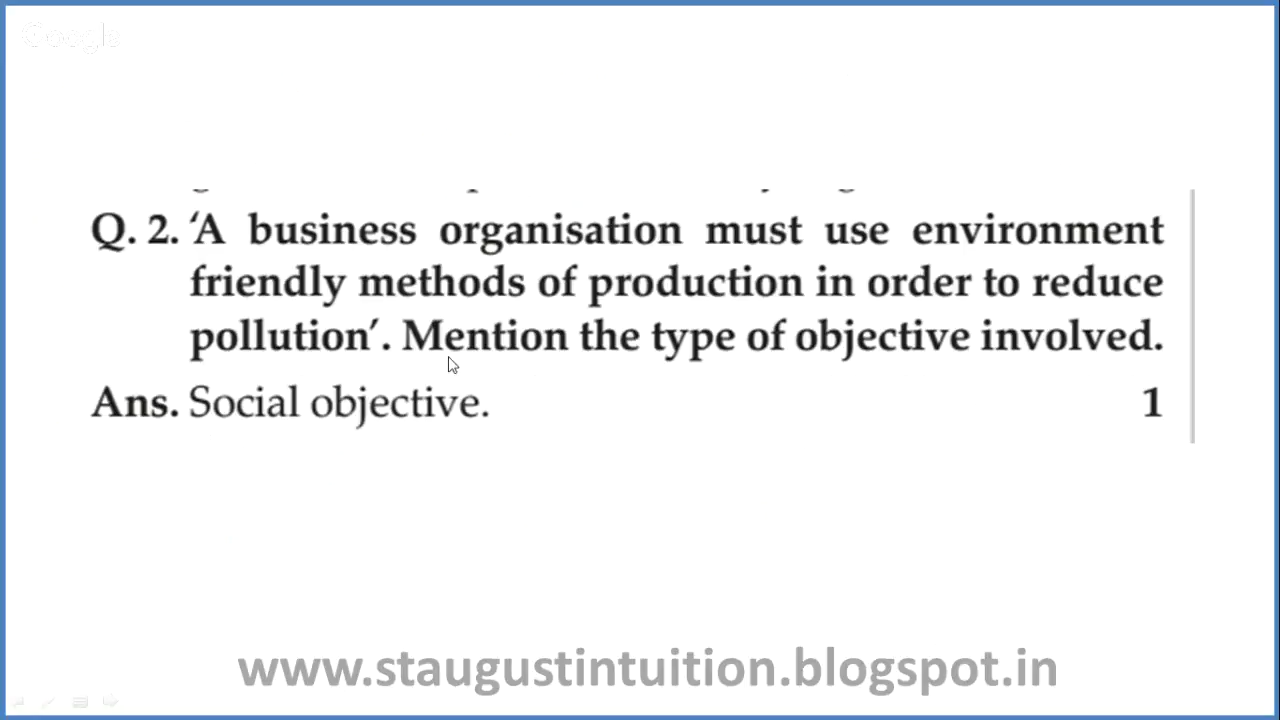 Google
Q. 2. ‘A business organisation must use environment
friendly methods of production in order to reduce
pollution’. Mention the type of objective involved.
Ans. Social objective. 1
www.staugustintuition.blogspot.in